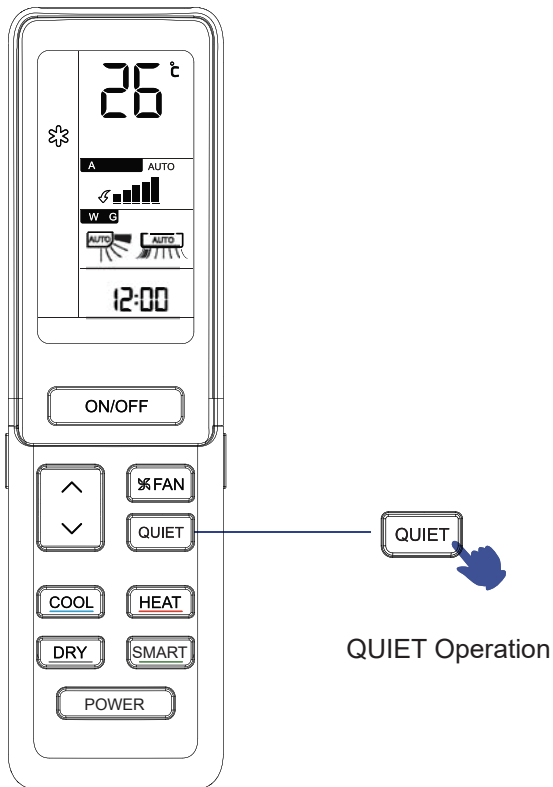 26 °c
A AUTO
W G
AUTO AUTO
12:00
ON/OFF
FAN
QUIET
QUIET
COOL HEAT
DRY SMART
QUIET Operation
POWER